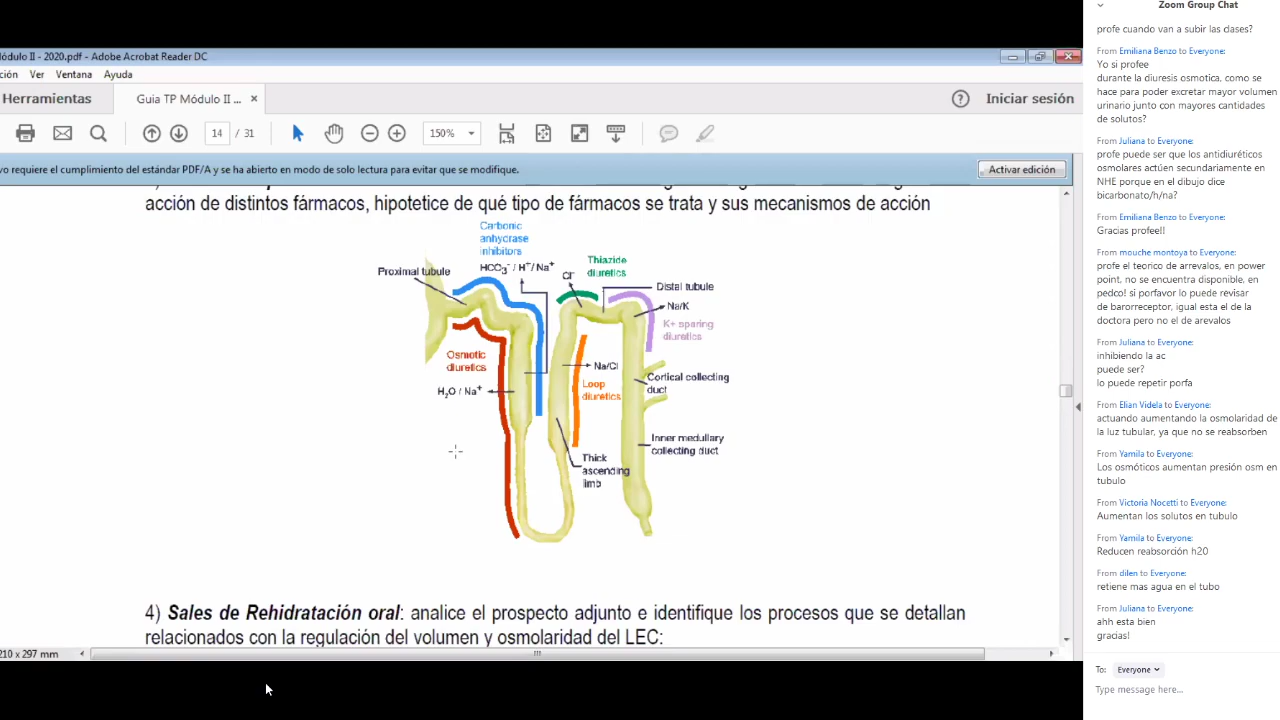 ódulo II - 2020.pdf - Adobe Acrobat Reader DC
ción Ver Ventana Ayuda
Herramientas
Guia TP Módulo II ...
Iniciar sesión
14 / 31
150%
vo requiere el cumplimiento del estándar PDF/A y se ha abierto en modo de solo lectura para evitar que se modifique.
Activar edición
acción de distintos fármacos, hipotetice de qué tipo de fármacos se trata y sus mecanismos de acción
Carbonic
anhydrase
inhibitors
HCO3- / H+/ Na+
Proximal tubule
Thiazide
diuretics
Cl-
Distal tubule
Na/K
K+ sparing
diuretics
Osmotic
diuretics
H2O / Na+
Na/Cl
Loop
diuretics
Cortical collecting
duct
Inner medullary
collecting duct
Thick
ascending
limb
4) Sales de Rehidratación oral: analice el prospecto adjunto e identifique los procesos que se detallan
relacionados con la regulación del volumen y osmolaridad del LEC:
210 x 297 mm
Zoom Group Chat
profe cuando van a subir las clases?
From Emiliana Benzo to Everyone:
Yo si profee
durante la diuresis osmotica, como se
hace para poder excretar mayor volumen
urinario junto con mayores cantidades
de solutos?
From Juliana to Everyone:
profe puede ser que los antidiuréticos
osmolares actúen secundariamente en
NHE porque en el dibujo dice
bicarbonato/h/na?
From Emiliana Benzo to Everyone:
Gracias profeel!
From mouche montoya to Everyone:
profe el teorico de arrevalos, en power
point, no se encuentra disponible, en
pedco! si porfavor lo puede revisar
de barorreceptor, igual esta el de la
doctora pero no el de arevalos
From Juliana to Everyone:
inhibiendo la ac
puede ser?
lo puede repetir porfa
From Elian Videla to Everyone:
actuando aumentando la osmolaridad de
la luz tubular, ya que no se reabsorben
From Yamila to Everyone:
Los osmóticos aumentan presión osm en
tubulo
From Victoria Nocetti to Everyone:
Aumentan los solutos en tubulo
From Yamila to Everyone:
Reducen reabsorción h20
From dilen to Everyone:
retiene mas agua en el tubo
From Juliana to Everyone:
ahh esta bien
gracias!
To: Everyone
Type message here...